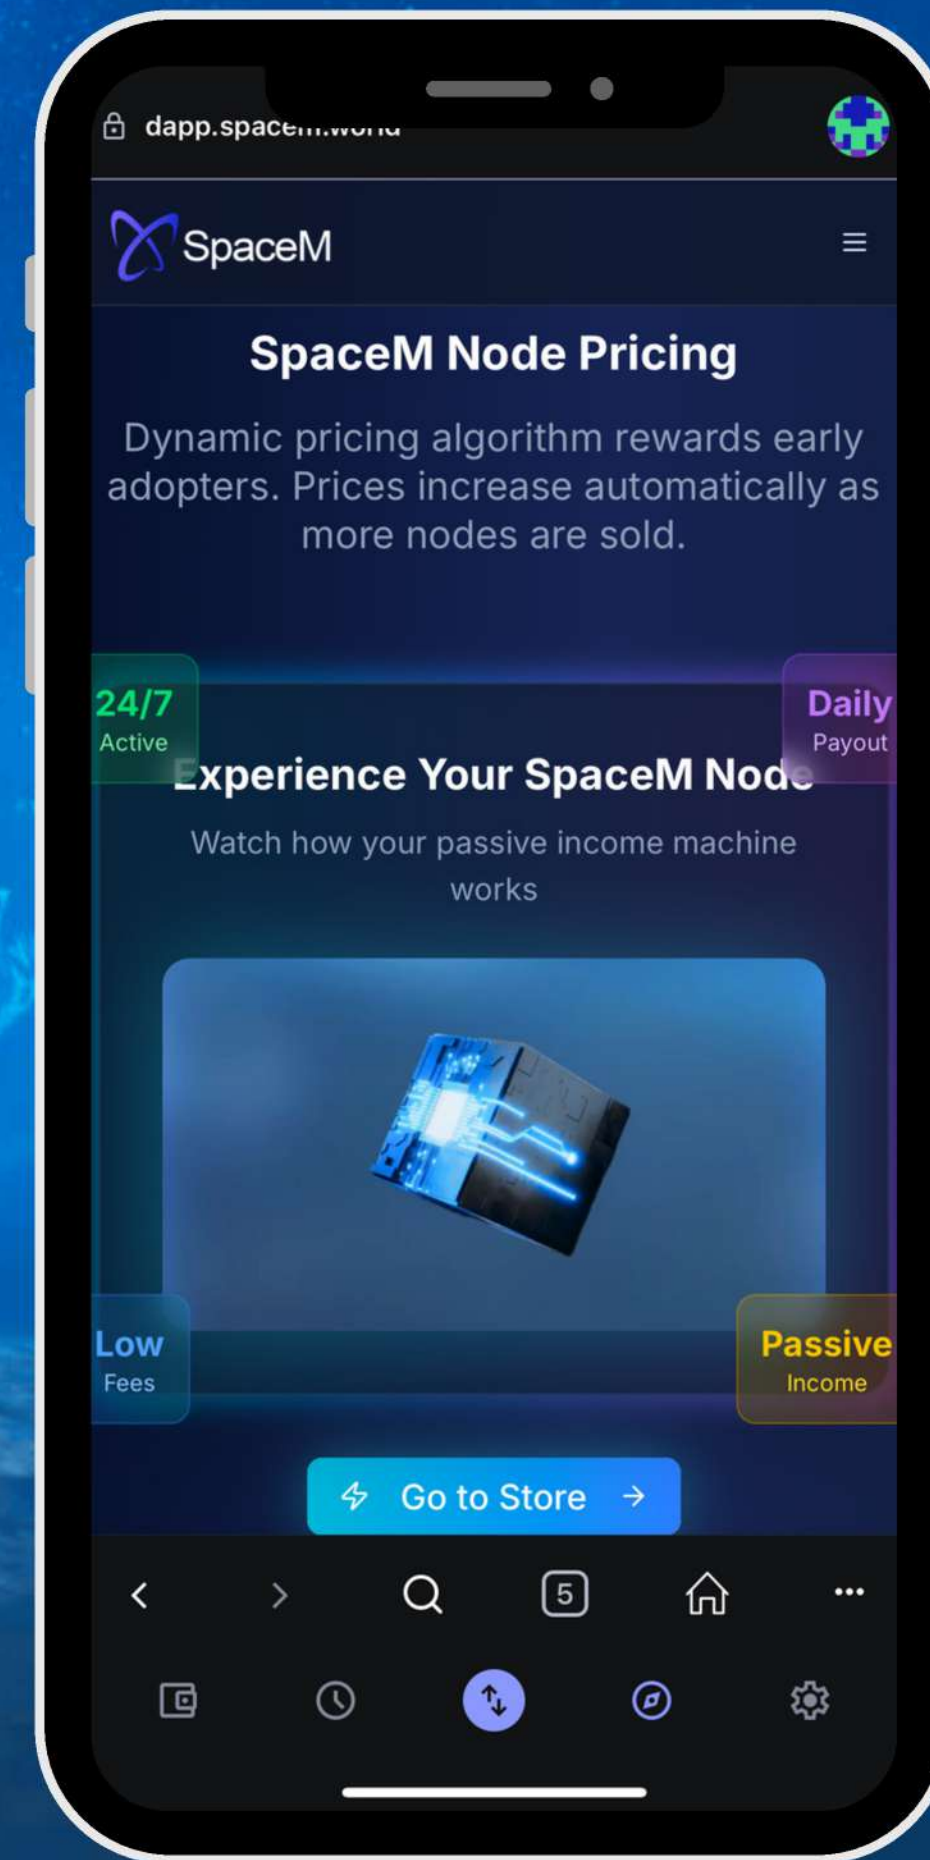 SpaceM
SpaceM Node Pricing
Dynamic pricing algorithm rewards early
adopters. Prices increase automatically as
more nodes are sold.
24/7
Active
Daily
Payout
Experience Your SpaceM Node
Watch how your passive income machine
works
Low
Fees
Passive
Income
Go to Store
5